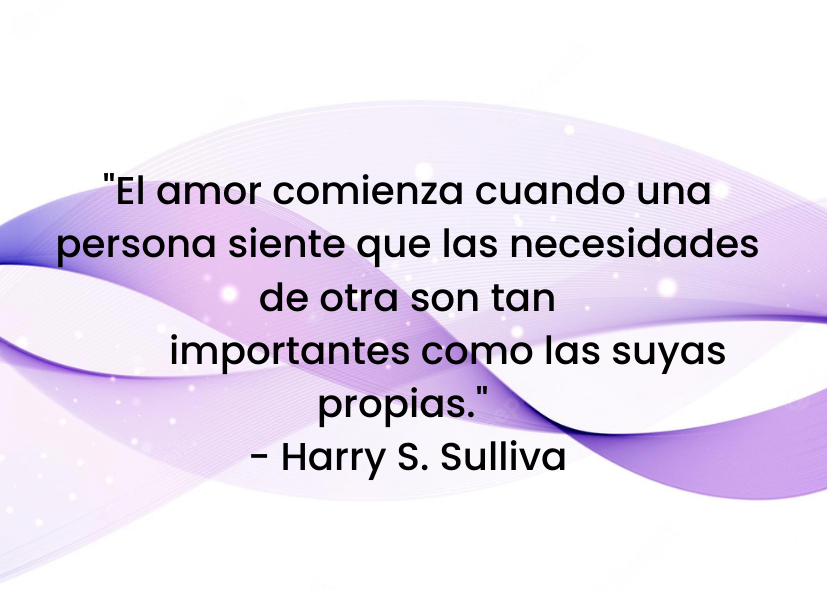 "El amor comienza cuando una
persona siente que las necesidades
de otra son tan
importantes como las suyas
propias."
- Harry S. Sulliva